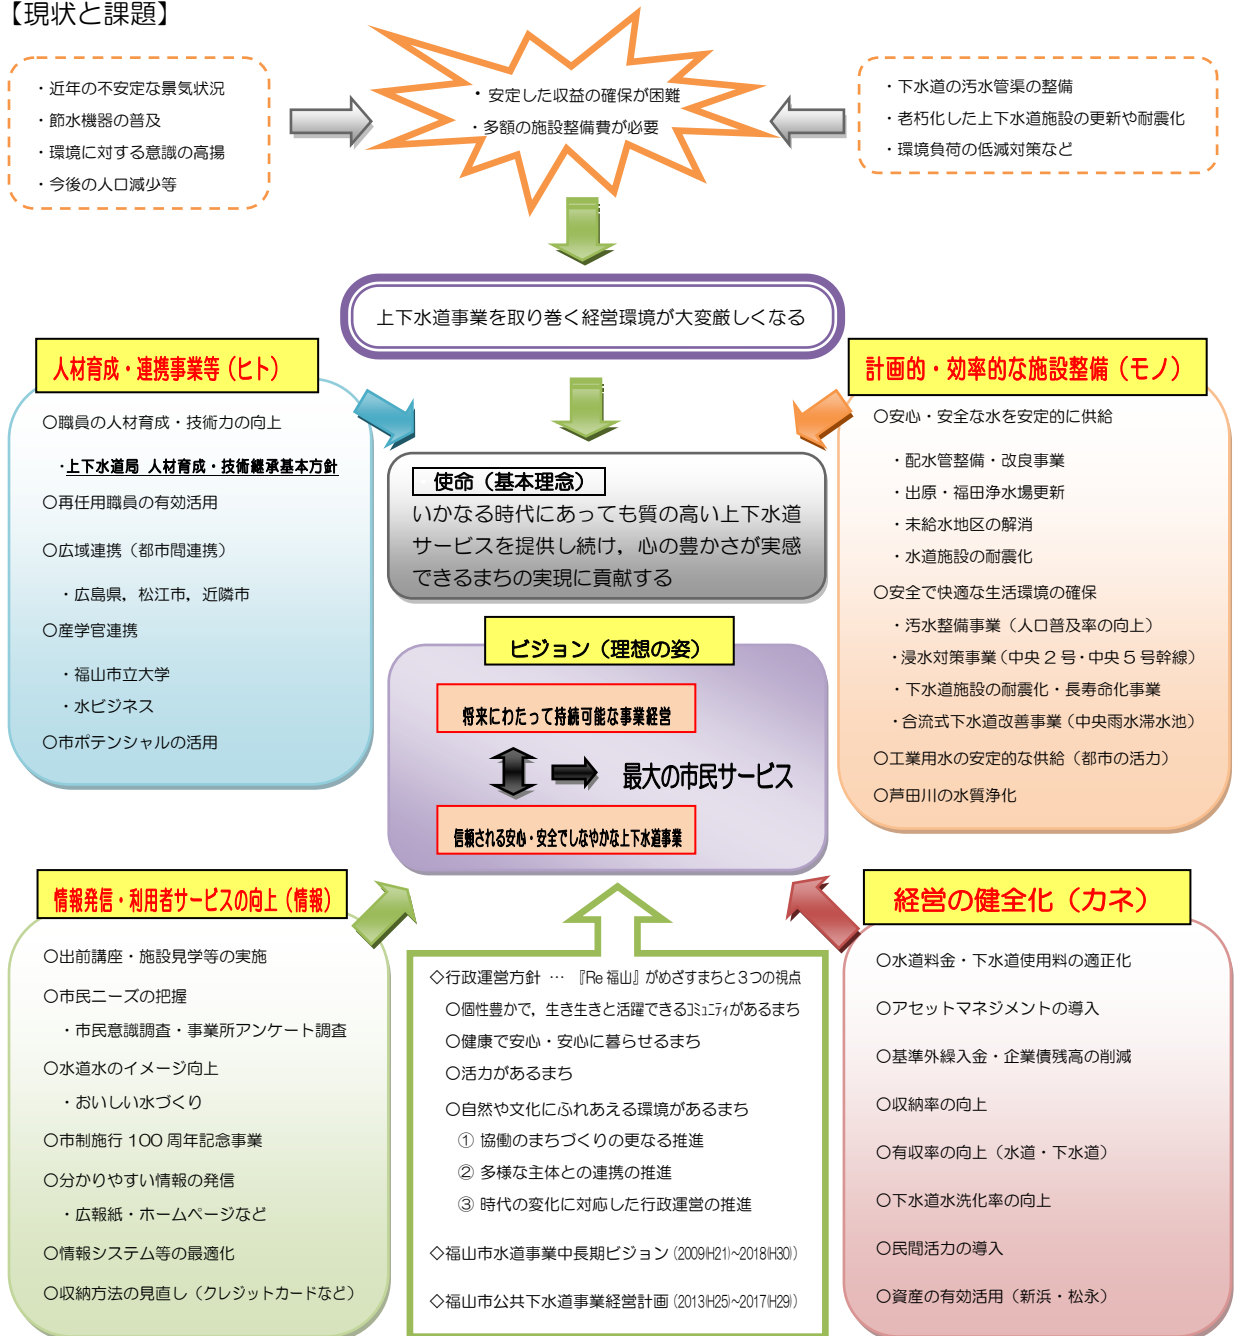 【現状と課題】
・近年の不安定な景気状況
・節水機器の普及
・環境に対する意識の高揚
・今後の人口減少等
・安定した収益の確保が困難
・多額の施設整備費が必要
・下水道の汚水管渠の整備
・老朽化した上下水道施設の更新や耐震化
・環境負荷の低減対策など
上下水道事業を取り巻く経営環境が大変厳しくなる
人材育成・連携事業等（ヒト）
〇職員の人材育成・技術力の向上
・上下水道局 人材育成・技術継承基本方針
〇再任用職員の有効活用
〇広域連携（都市間連携）
・広島県，松江市，近隣市
〇産学官連携
・福山市立大学
・水ビジネス
〇市ポテンシャルの活用
計画的・効率的な施設整備（モノ）
〇安心・安全な水を安定的に供給
・配水管整備・改良事業
・出原・福田浄水場更新
・未給水地区の解消
・水道施設の耐震化
〇安全で快適な生活環境の確保
・汚水整備事業（人口普及率の向上）
・浸水対策事業（中央２号・中央５号幹線）
・下水道施設の耐震化・長寿命化事業
・合流式下水道改善事業（中央雨水滞水池）
〇工業用水の安定的な供給（都市の活力）
〇芦田川の水質浄化
使命（基本理念）
いかなる時代にあっても質の高い上下水道
サービスを提供し続け，心の豊かさが実感
できるまちの実現に貢献する
ビジョン（理想の姿）
将来にわたって持続可能な事業経営
最大の市民サービス
信頼される安心・安全でしなやかな上下水道事業
情報発信・利用者サービスの向上（情報）
〇出前講座・施設見学等の実施
〇市民ニーズの把握
・市民意識調査・事業所アンケート調査
〇水道水のイメージ向上
・おいしい水づくり
〇市制施行 100 周年記念事業
〇分かりやすい情報の発信
・広報紙・ホームページなど
〇情報システム等の最適化
〇収納方法の見直し（クレジットカードなど）
◇行政運営方針 … 『Re 福山』がめざすまちと３つの視点
〇個性豊かで，生き生きと活躍できるコミュニティがあるまち
〇健康で安心・安心に暮らせるまち
〇活力があるまち
〇自然や文化にふれあえる環境があるまち
① 協働のまちづくりの更なる推進
② 多様な主体との連携の推進
③ 時代の変化に対応した行政運営の推進
◇福山市水道事業中長期ビジョン（2009(H21)~2018(H30)）
◇福山市公共下水道事業経営計画（2013(H25)~2017(H29)）
経営の健全化（カネ）
〇水道料金・下水道使用料の適正化
〇アセットマネジメントの導入
〇基準外繰入金・企業債残高の削減
〇収納率の向上
〇有収率の向上（水道・下水道）
〇下水道水洗化率の向上
〇民間活力の導入
〇資産の有効活用（新浜・松永）